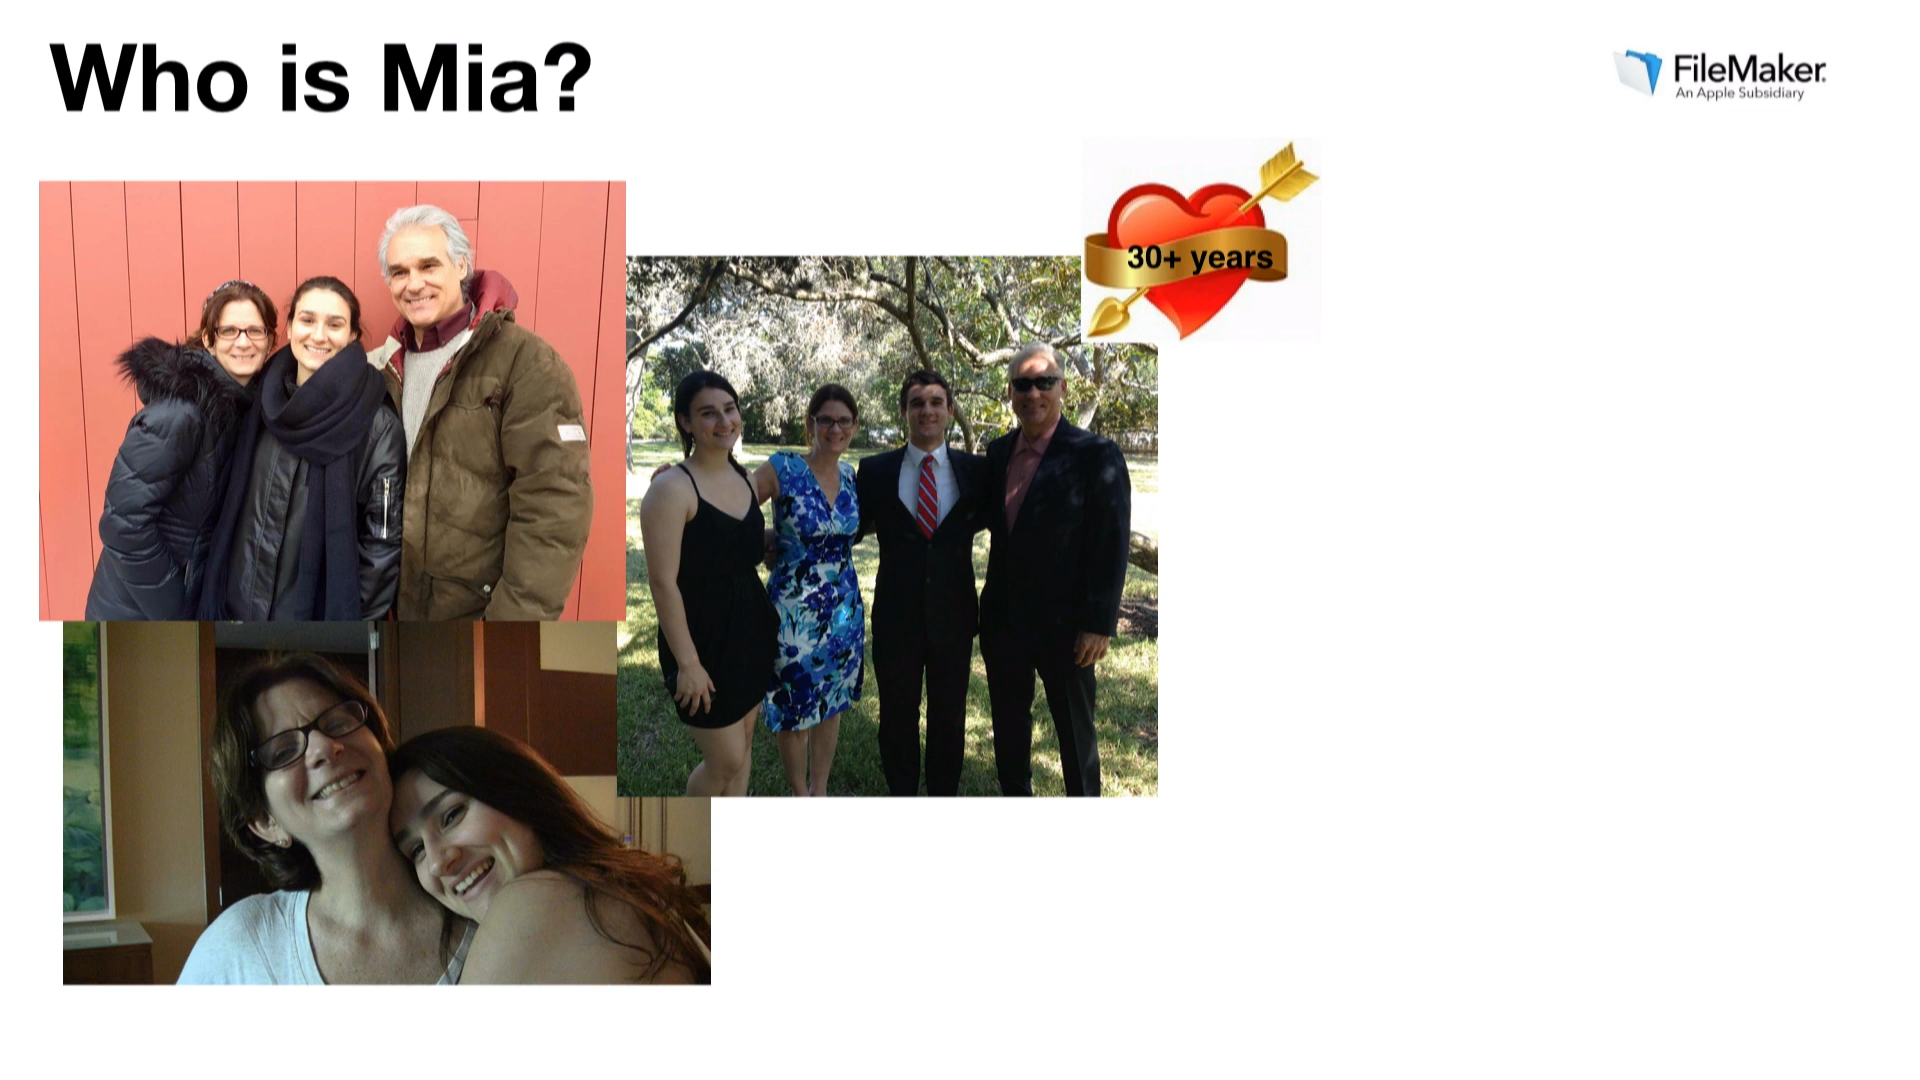 Who is Mia?
FileMaker.
An Apple Subsidiary
30+ years